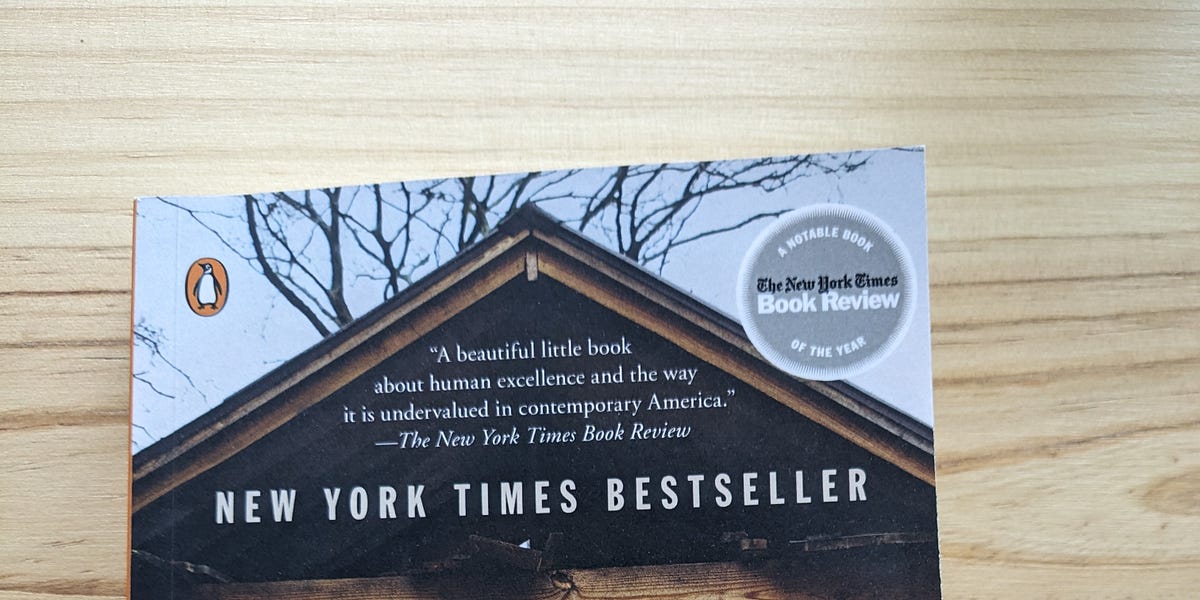 A NOTABLE BOOK
The New York Times
Book Review
OF THE YEAR
“A beautiful little book
about human excellence and the way
it is undervalued in contemporary America.”
—The New York Times Book Review
NEW YORK TIMES BESTSELLER